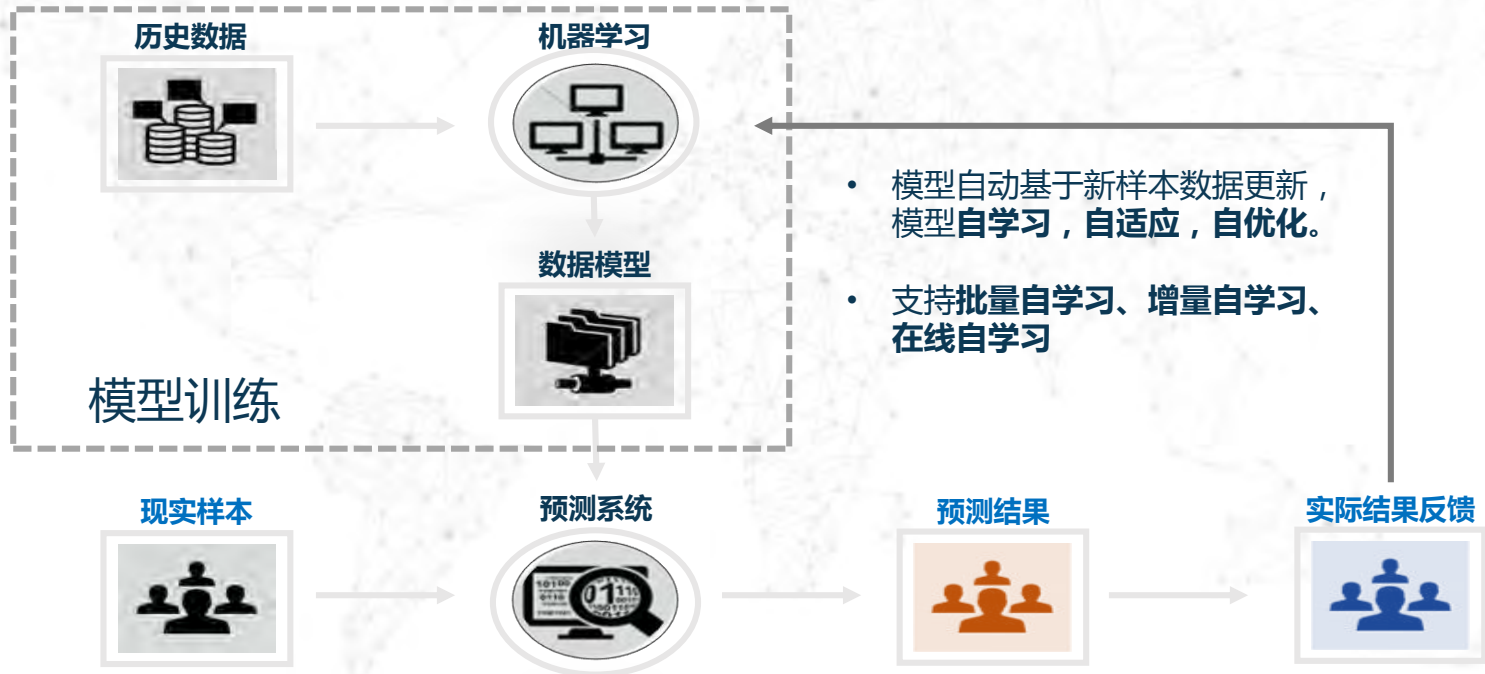 历史数据
机器学习
• 模型自动基于新样本数据更新，
模型自学习，自适应，自优化。
数据模型
• 支持批量自学习、增量自学习、
在线自学习
模型训练
现实样本
预测系统
预测结果
实际结果反馈